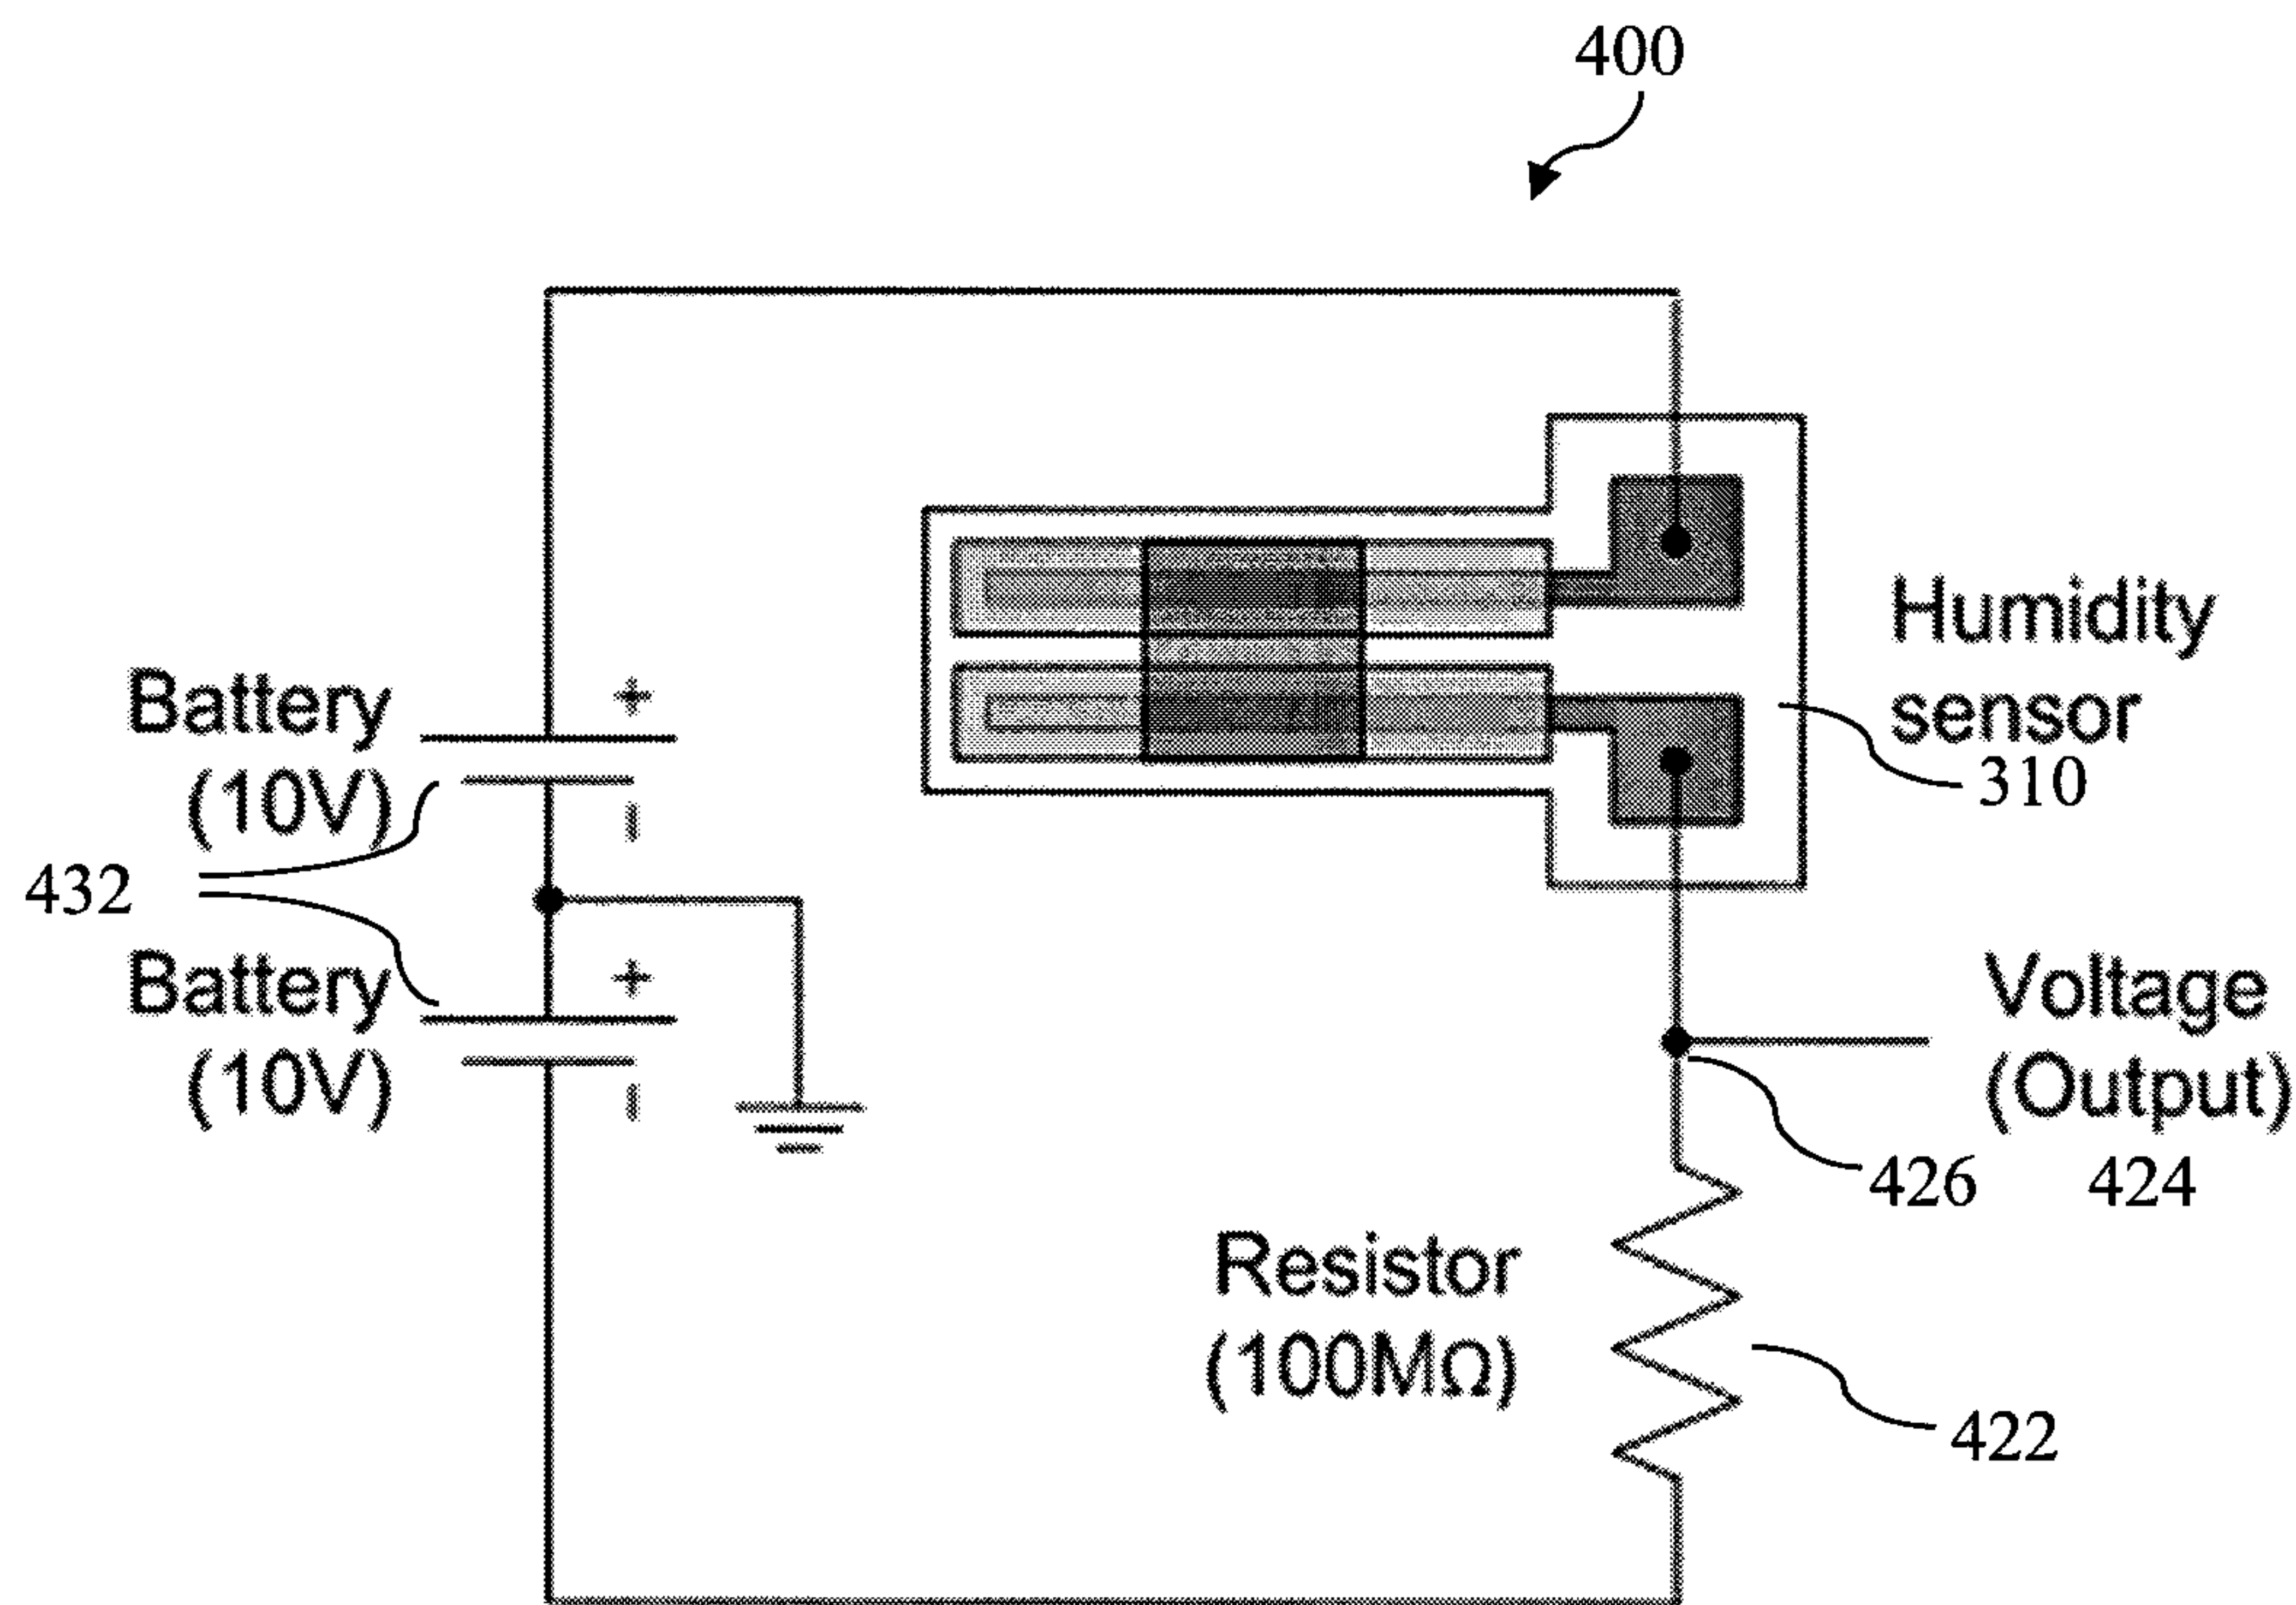 400
Humidity
sensor
310
Battery
(10V)
+
–
432
Battery
(10V)
+
–
Voltage
(Output)
426
424
Resistor
(100MΩ)
422